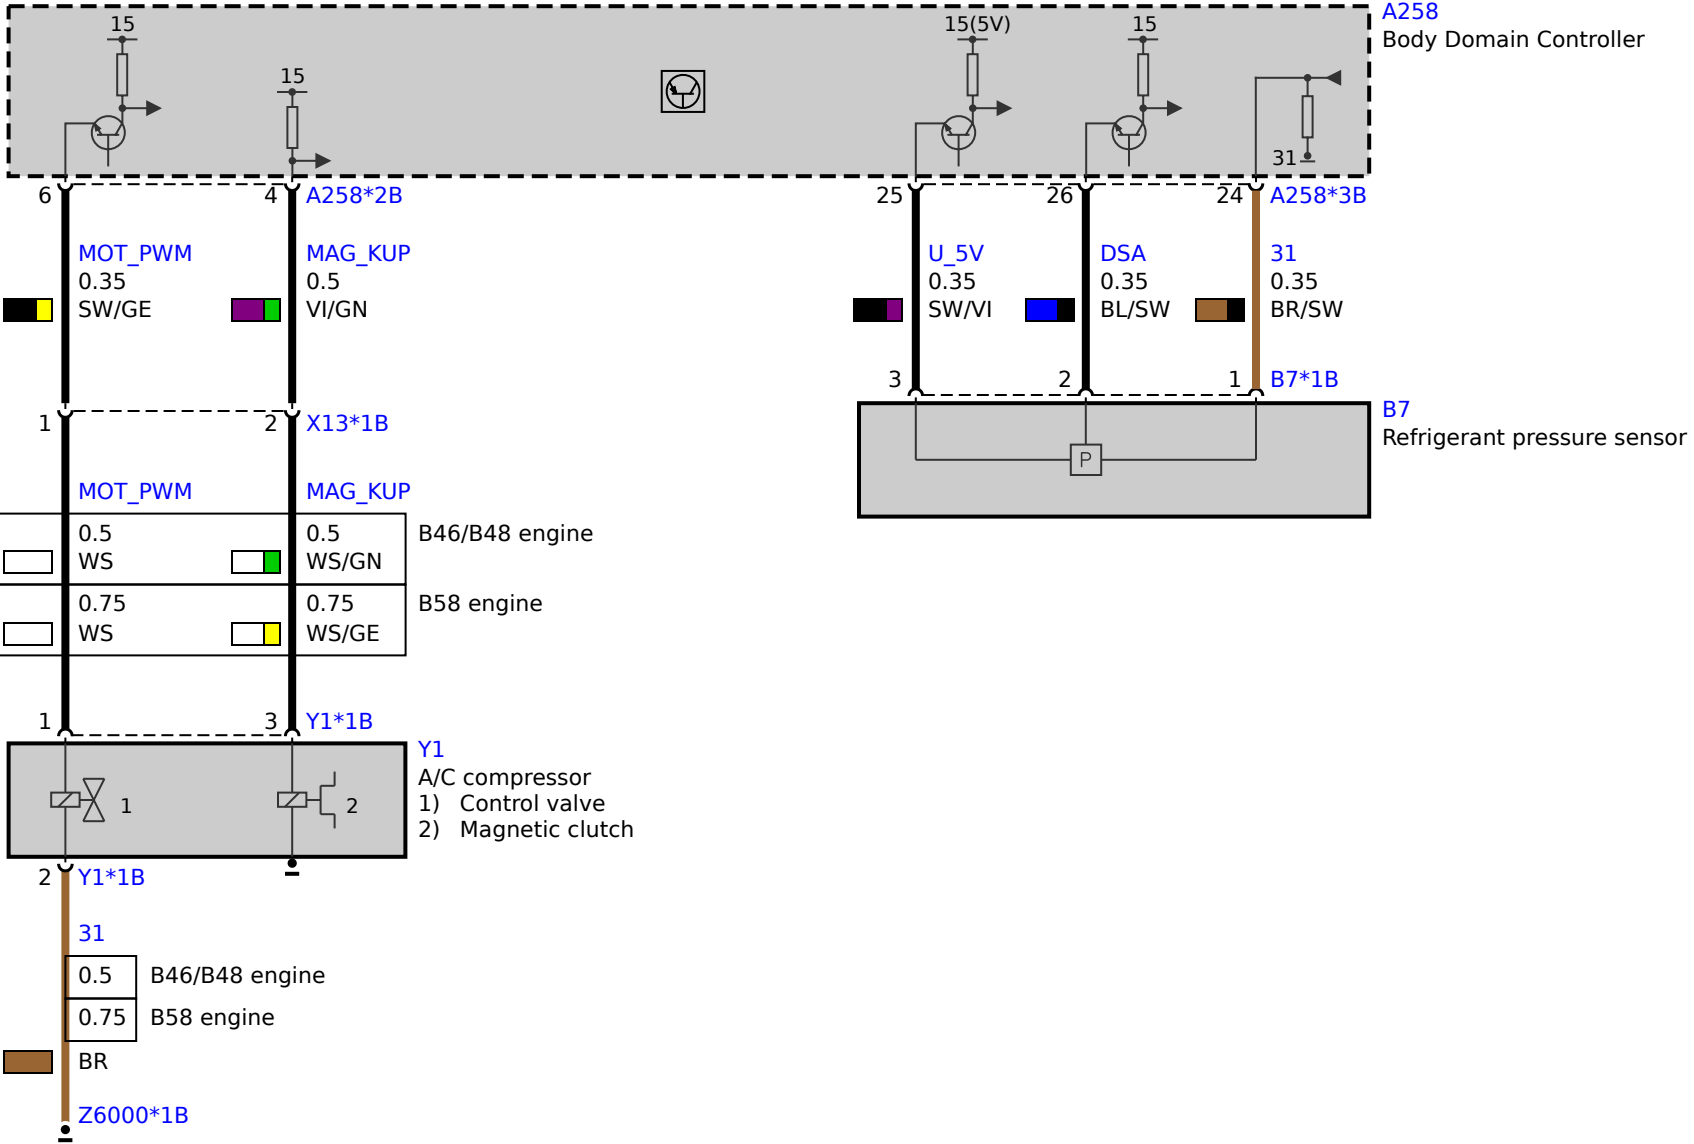 15
15
15(5V)
15
31
A258
Body Domain Controller
6
4
A258*2B
25
26
24
A258*3B
MOT_PWM
0.35
SW/GE
MAG_KUP
0.5
VI/GN
U_5V
0.35
SW/VI
DSA
0.35
BL/SW
31
0.35
BR/SW
3
2
1
B7*1B
B7
Refrigerant pressure sensor
P
1
2
X13*1B
MOT_PWM
MAG_KUP
0.5
WS
0.5
WS/GN
B46/B48 engine
0.75
WS
0.75
WS/GE
B58 engine
1
3
Y1*1B
Y1
A/C compressor
1) Control valve
2) Magnetic clutch
1
2
2
Y1*1B
31
0.5
B46/B48 engine
0.75
B58 engine
BR
Z6000*1B